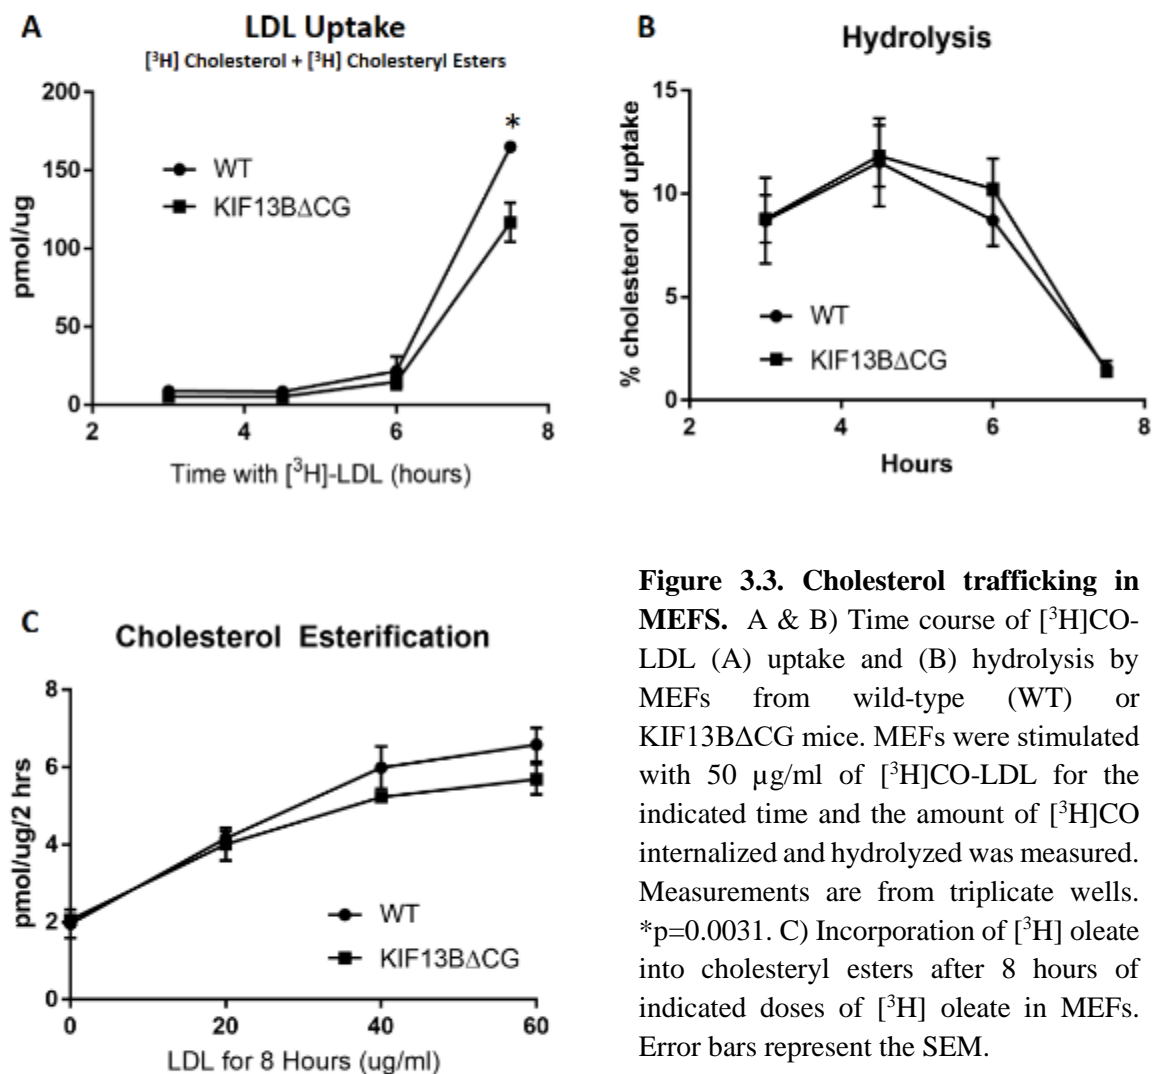 A
LDL Uptake
[³H] Cholesterol + [³H] Cholesteryl Esters
200
150
100
50
0
pmol/ug
*
WT
KIF13BΔCG
2
4
6
8
Time with [³H]-LDL (hours)
B
Hydrolysis
15
10
5
0
% cholesterol of uptake
WT
KIF13BΔCG
2
4
6
8
Hours
C
Cholesterol Esterification
8
6
4
2
0
pmol/ug/2 hrs
WT
KIF13BΔCG
0
20
40
60
LDL for 8 Hours (ug/ml)
Figure 3.3. Cholesterol trafficking in
MEFS. A & B) Time course of [³H]CO-
LDL (A) uptake and (B) hydrolysis by
MEFs from wild-type (WT) or
KIF13BΔCG mice. MEFs were stimulated
with 50 µg/ml of [³H]CO-LDL for the
indicated time and the amount of [³H]CO
internalized and hydrolyzed was measured.
Measurements are from triplicate wells.
*p=0.0031. C) Incorporation of [³H] oleate
into cholesteryl esters after 8 hours of
indicated doses of [³H] oleate in MEFs.
Error bars represent the SEM.